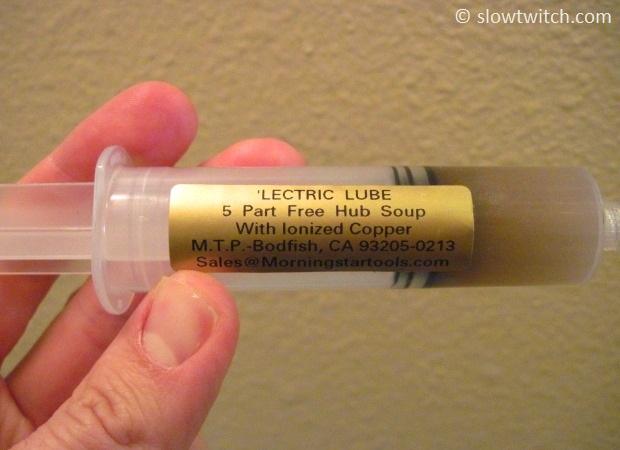 © slowtwitch.com
'LECTRIC LUBE
5 Part Free Hub Soup
With Ionized Copper
M.T.P.-Bodfish, CA 93205-0213
Sales@Morningstartools.com